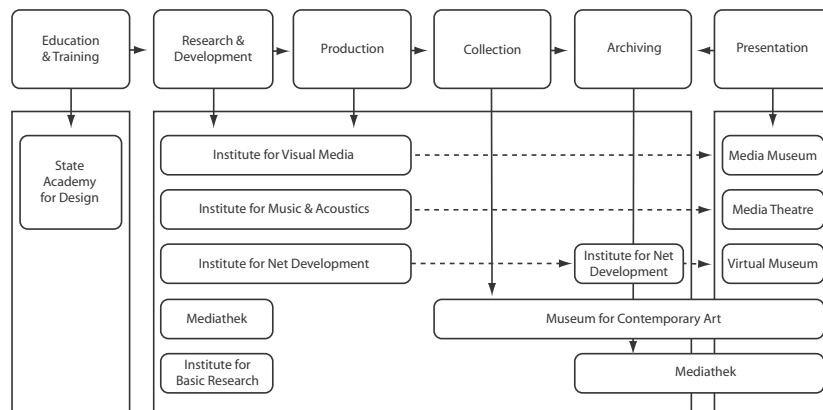 Education
& Training
Research &
Development
Production
Collection
Archiving
Presentation
State
Academy
for Design
Institute for Visual Media
Media Museum
Institute for Music & Acoustics
Media Theatre
Institute for Net Development
Institute for Net
Development
Virtual Museum
Mediathek
Museum for Contemporary Art
Institute for
Basic Research
Mediathek